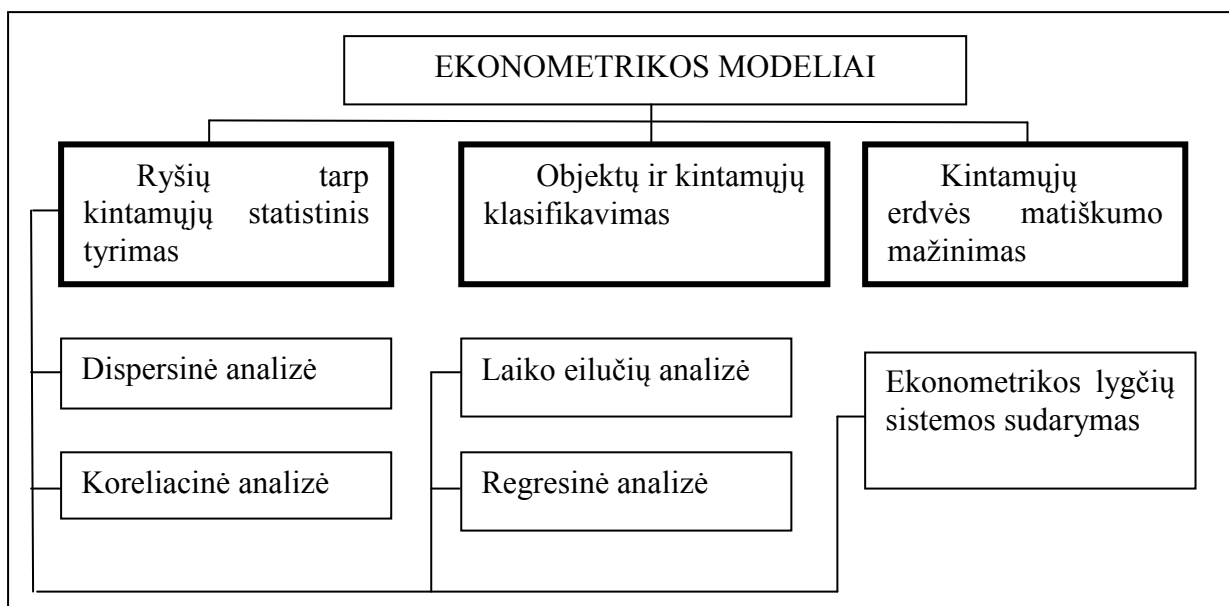 EKONOMETRIKOS MODELIAI
Ryšių tarp
kintamųjų statistinis
tyrimas
Objektų ir kintamųjų
klasifikavimas
Kintamųjų
erdvės matiškumo
mažinimas
Dispersinė analizė
Laiko eilučių analizė
Ekonometrikos lygčių
sistemos sudarymas
Koreliacinė analizė
Regresinė analizė